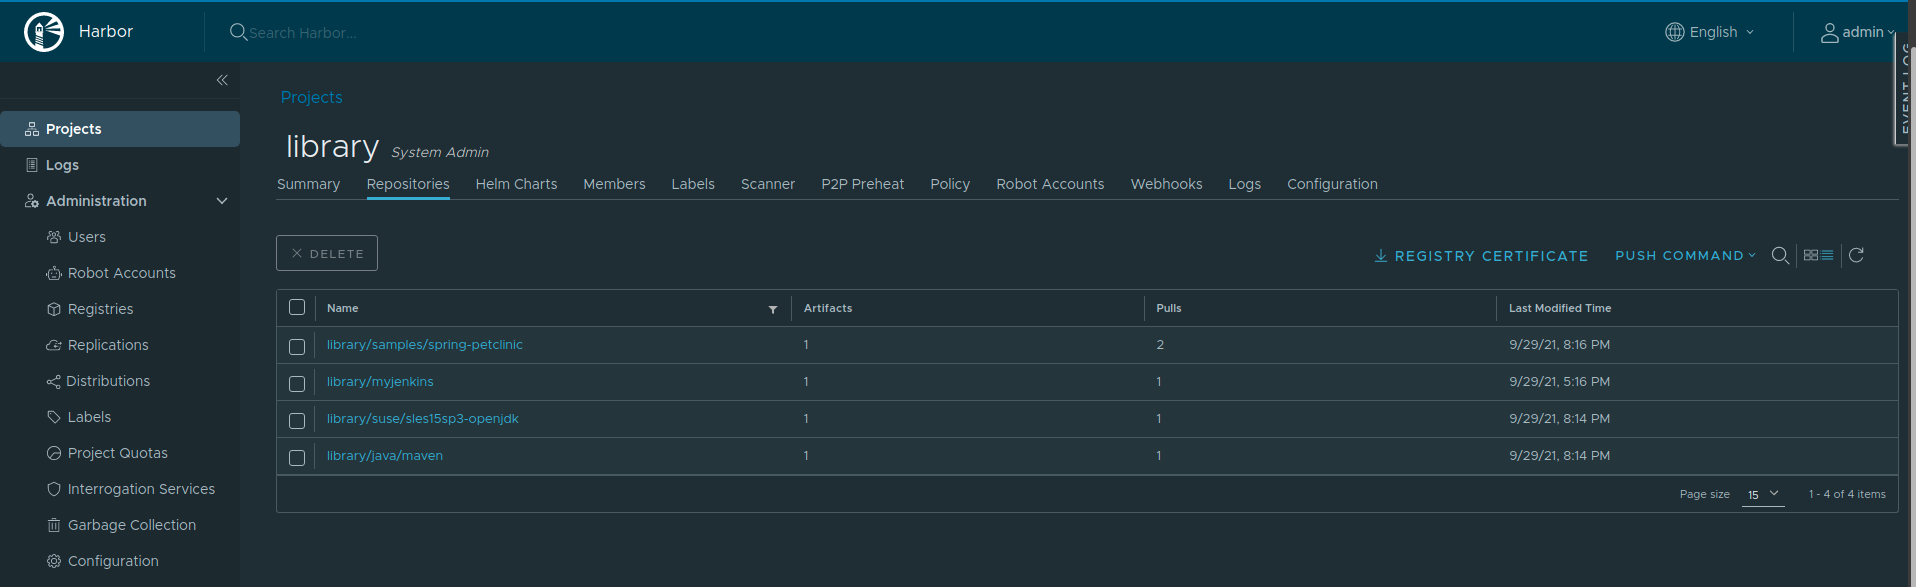 Harbor
Search Harbor...
English
admin
EVENT LOG
Projects
Logs
Administration
Users
Robot Accounts
Registries
Replications
Distributions
Labels
Project Quotas
Interrogation Services
Garbage Collection
Configuration
Projects
library System Admin
Summary Repositories Helm Charts Members Labels Scanner P2P Preheat Policy Robot Accounts Webhooks Logs Configuration
DELETE
REGISTRY CERTIFICATE PUSH COMMAND
Name Artifacts Pulls Last Modified Time
library/samples/spring-petclinic 1 2 9/29/21, 8:16 PM
library/myjenkins 1 1 9/29/21, 5:16 PM
library/suse/sles15sp3-openjdk 1 1 9/29/21, 8:14 PM
library/java/maven 1 1 9/29/21, 8:14 PM
Page size 15 1 - 4 of 4 items